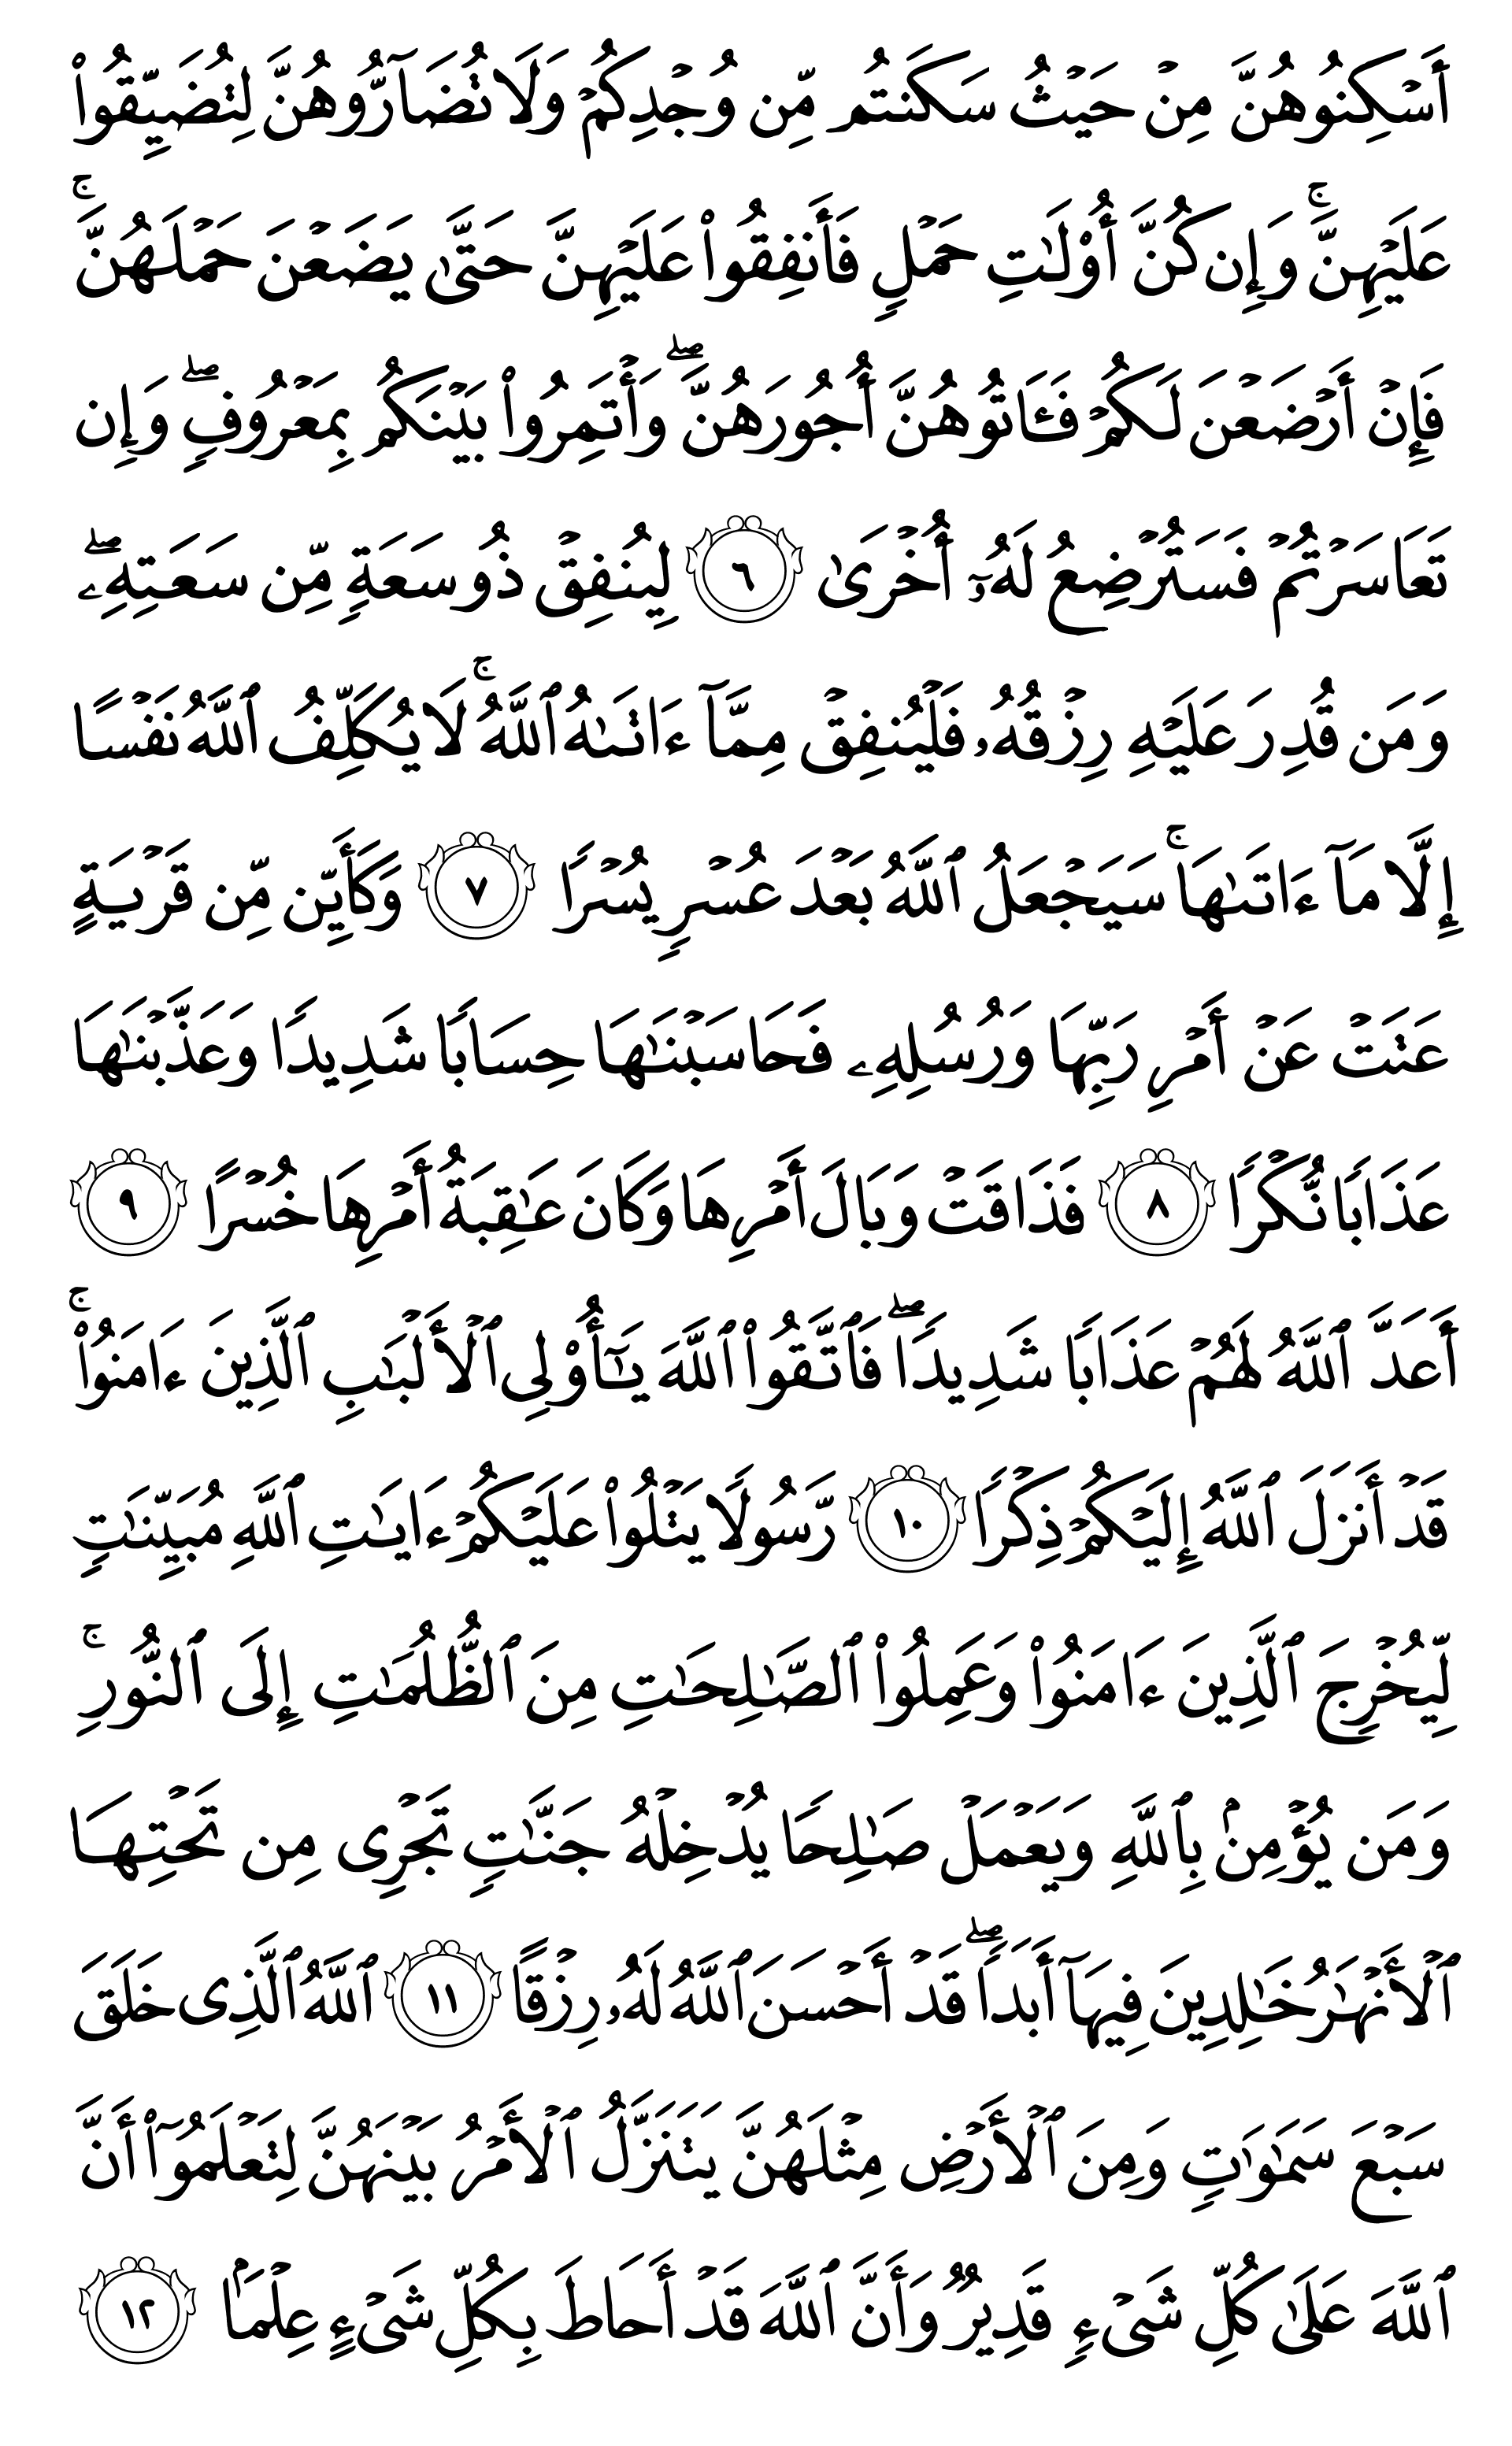 أَسۡكِنُوهُنَّ مِنۡ حَيۡثُ سَكَنتُم مِّن وُجۡدِكُمۡ وَلَا تُضَآرُّوهُنَّ لِتُضَيِّقُواْ
عَلَيۡهِنَّۚ وَإِن كُنَّ أُوْلَٰتِ حَمۡلٖ فَأَنفِقُواْ عَلَيۡهِنَّ حَتَّىٰ يَضَعۡنَ حَمۡلَهُنَّۚ
فَإِنۡ أَرۡضَعۡنَ لَكُمۡ فَـَٔاتُوهُنَّ أُجُورَهُنَّ ۖ وَأۡتَمِرُواْ بَيۡنَكُم بِمَعۡرُوفٖۖ وَإِن
تَعَاسَرۡتُمۡ فَسَتُرۡضِعُ لَهُۥٓ أُخۡرَىٰ ٦ لِيُنفِقۡ ذُو سَعَةٖ مِّن سَعَتِهِۦۖ
وَمَن قُدِرَ عَلَيۡهِ رِزۡقُهُۥ فَلۡيُنفِقۡ مِمَّآ ءَاتَىٰهُ ٱللَّهُۚ لَا يُكَلِّفُ ٱللَّهُ نَفۡسًا
إِلَّا مَآ ءَاتَىٰهَاۚ سَيَجۡعَلُ ٱللَّهُ بَعۡدَ عُسۡرٖ يُسۡرٗا ٧ وَكَأَيِّن مِّن قَرۡيَةٍ
عَتَتۡ عَنۡ أَمۡرِ رَبِّهَا وَرُسُلِهِۦ فَحَاسَبۡنَٰهَا حِسَابٗا شَدِيدٗا وَعَذَّبۡنَٰهَا
عَذَابٗا نُّكۡرٗا ٨ فَذَاقَتۡ وَبَالَ أَمۡرِهَا وَكَانَ عَٰقِبَةُ أَمۡرِهَا خُسۡرًا ٩
أَعَدَّ ٱللَّهُ لَهُمۡ عَذَابٗا شَدِيدٗاۖ فَٱتَّقُواْ ٱللَّهَ يَٰٓأُوْلِي ٱلۡأَلۡبَٰبِ ٱلَّذِينَ ءَامَنُواْۚ
قَدۡ أَنزَلَ ٱللَّهُ إِلَيۡكُمۡ ذِكۡرٗا ١٠ رَّسُولٗا يَتۡلُواْ عَلَيۡكُمۡ ءَايَٰتِ ٱللَّهِ مُبَيِّنَٰتٖ
لِّيُخۡرِجَ ٱلَّذِينَ ءَامَنُواْ وَعَمِلُواْ ٱلصَّٰلِحَٰتِ مِنَ ٱلظُّلُمَٰتِ إِلَى ٱلنُّورِۚ
وَمَن يُؤۡمِنۢ بِٱللَّهِ وَيَعۡمَلۡ صَٰلِحٗا يُدۡخِلۡهُ جَنَّٰتٖ تَجۡرِي مِن تَحۡتِهَا
ٱلۡأَنۡهَٰرُ خَٰلِدِينَ فِيهَآ أَبَدٗاۖ قَدۡ أَحۡسَنَ ٱللَّهُ لَهُۥ رِزۡقًا ١١ ٱللَّهُ ٱلَّذِي خَلَقَ
سَبۡعَ سَمَٰوَٰتٖ وَمِنَ ٱلۡأَرۡضِ مِثۡلَهُنَّ يَتَنَزَّلُ ٱلۡأَمۡرُ بَيۡنَهُنَّ لِتَعۡلَمُوٓاْ أَنَّ
ٱللَّهَ عَلَىٰ كُلِّ شَيۡءٖ قَدِيرٞ وَأَنَّ ٱللَّهَ قَدۡ أَحَاطَ بِكُلِّ شَيۡءٍ عِلۡمَۢا ١٢